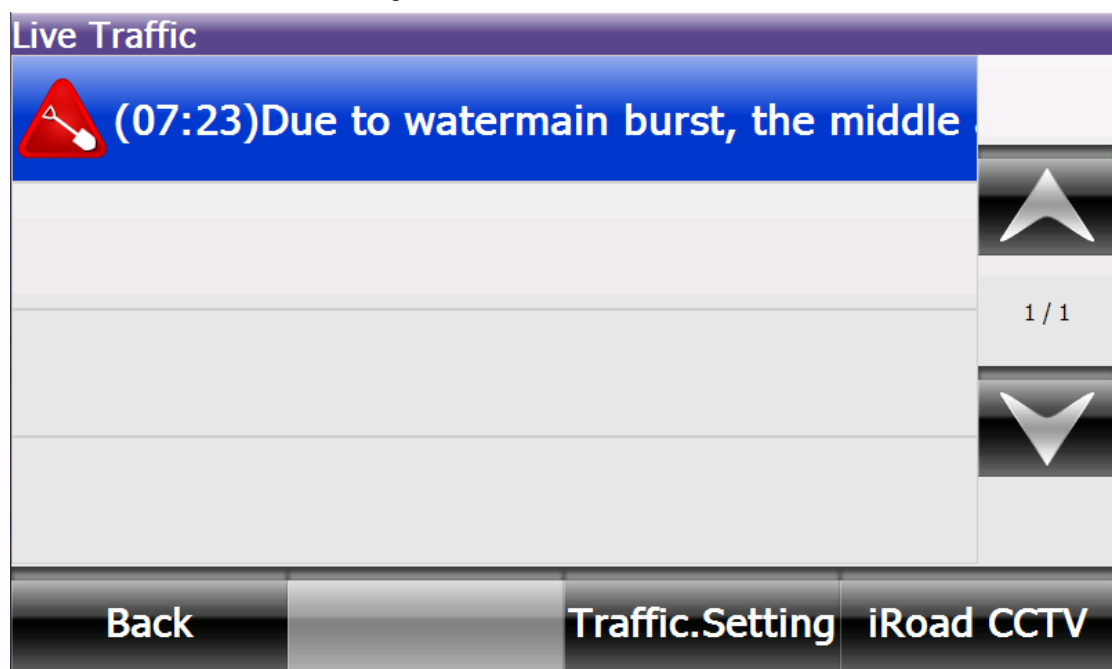 Live Traffic
(07:23)Due to watermain burst, the middle
1 / 1
Back
Traffic.Setting
iRoad CCTV